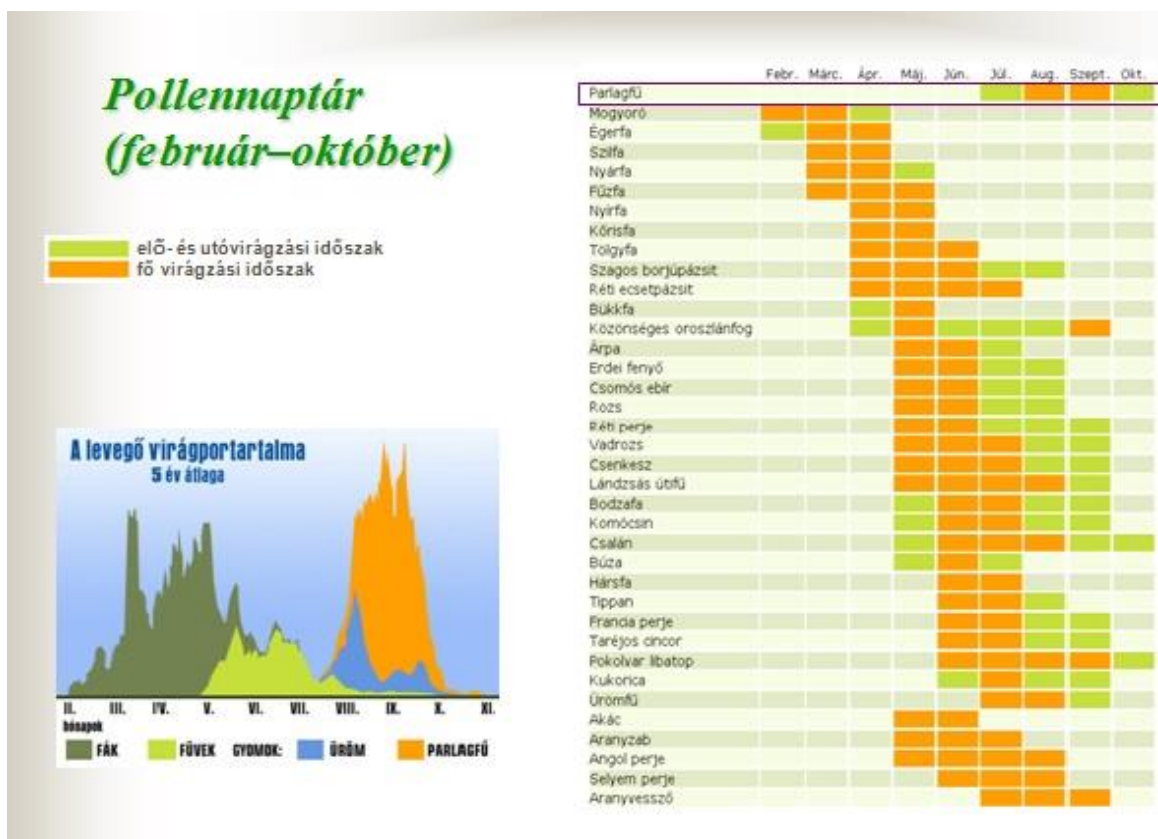 Pollennaptár
(február–október)
elő- és utóvirágzási időszak
fő virágzási időszak
A levegő virágportartalma
5 év átlaga
II. III. IV. V. VI. VII. VIII. IX. X. XI.
hónapok
FÁK FÜVEK GYOMOK: ÜRÖM PARLAGFŰ
Febr. Márc. Ápr. Máj. Jún. Júl. Aug. Szept. Okt.
Parlagfű
Mogyoró
Égerfa
Szilfa
Nyárfa
Fűzfa
Nyírfa
Kőrisfa
Tölgyfa
Szagos borjúpázsit
Réti ecsetpázsit
Bükkfa
Közönséges oroszlánfog
Árpa
Erdei fenyő
Csomós ebír
Rozs
Réti perje
Vadrozs
Csenkesz
Lándzsás útifű
Bodzafa
Komócsin
Csalán
Búza
Hársfa
Tippan
Francia perje
Taréjos cincor
Pokolvar libatop
Kukorica
Ürömfű
Akác
Aranyzab
Angol perje
Selyem perje
Aranyvessző